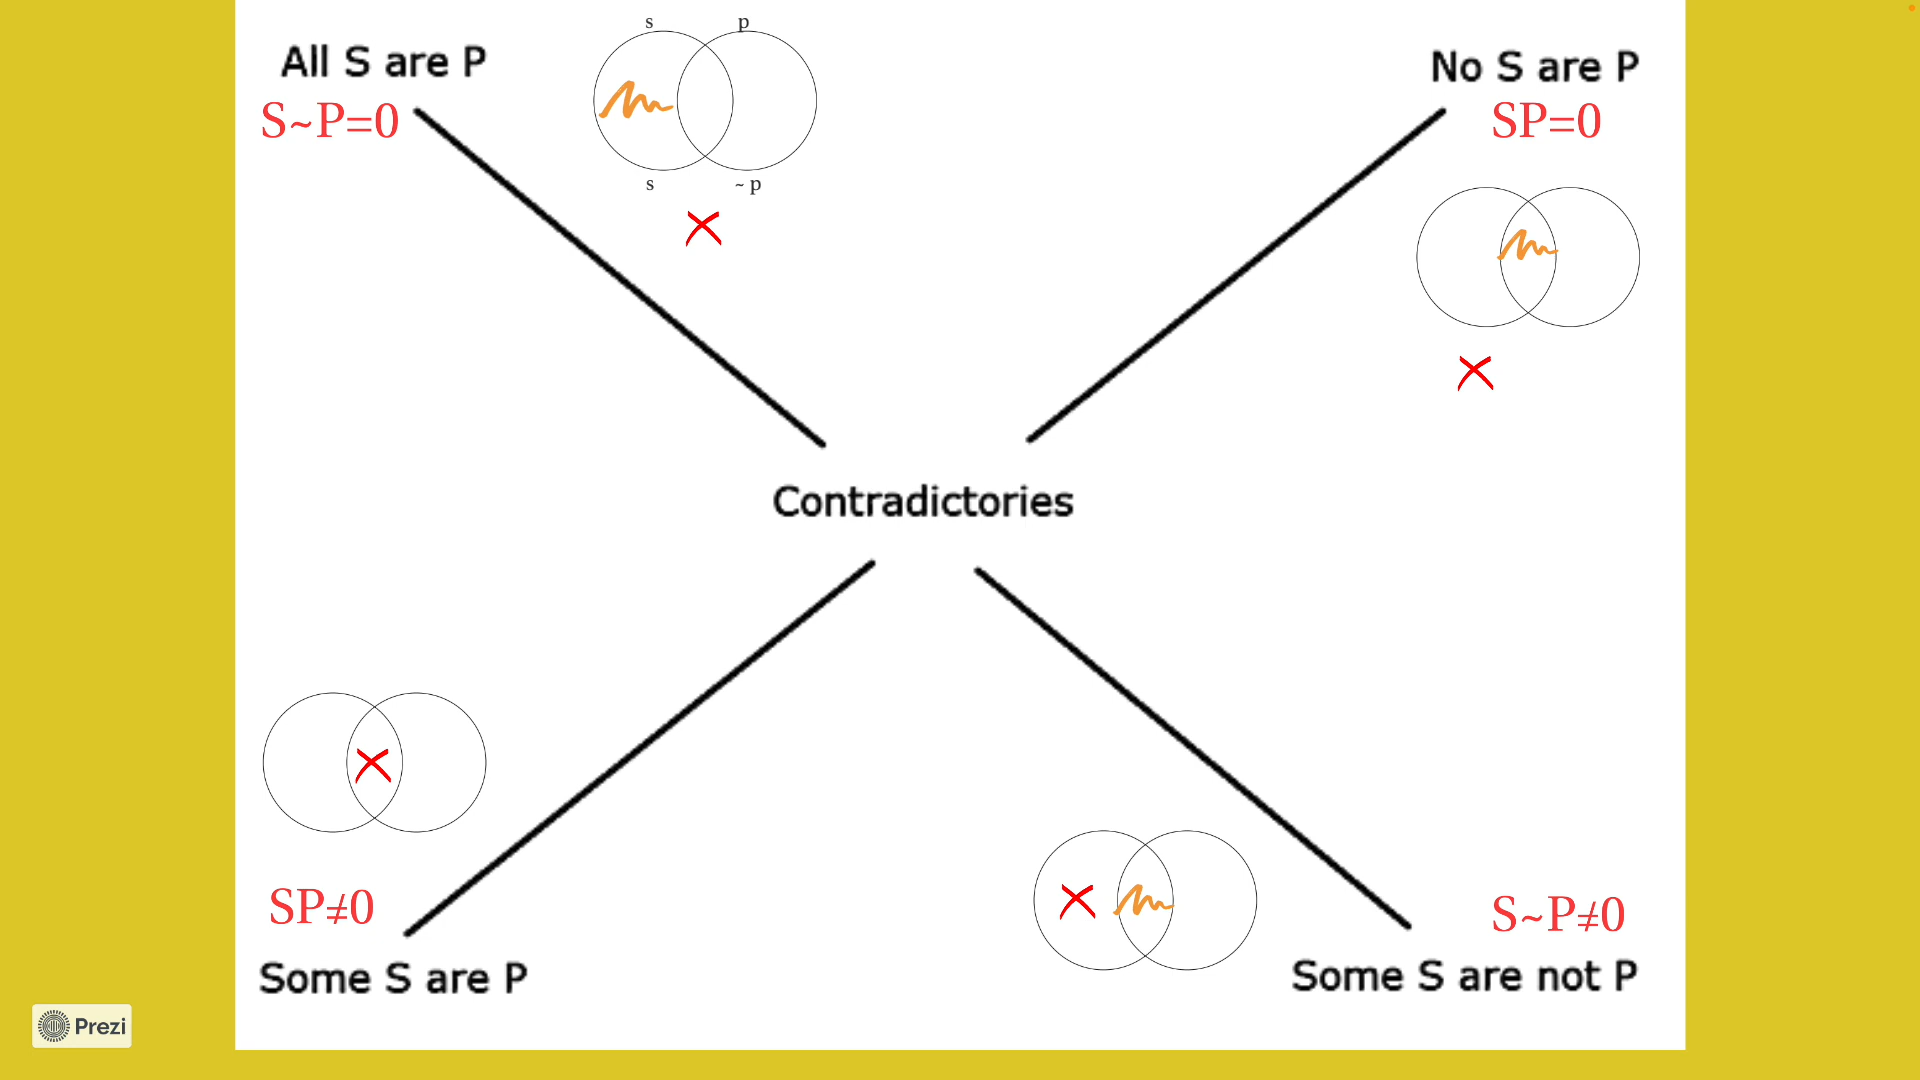 s p
All S are P
S~P=0
s ~ p
No S are P
SP=0
Contradictories
SP≠0
Some S are P
S~P≠0
Some S are not P
Prezi